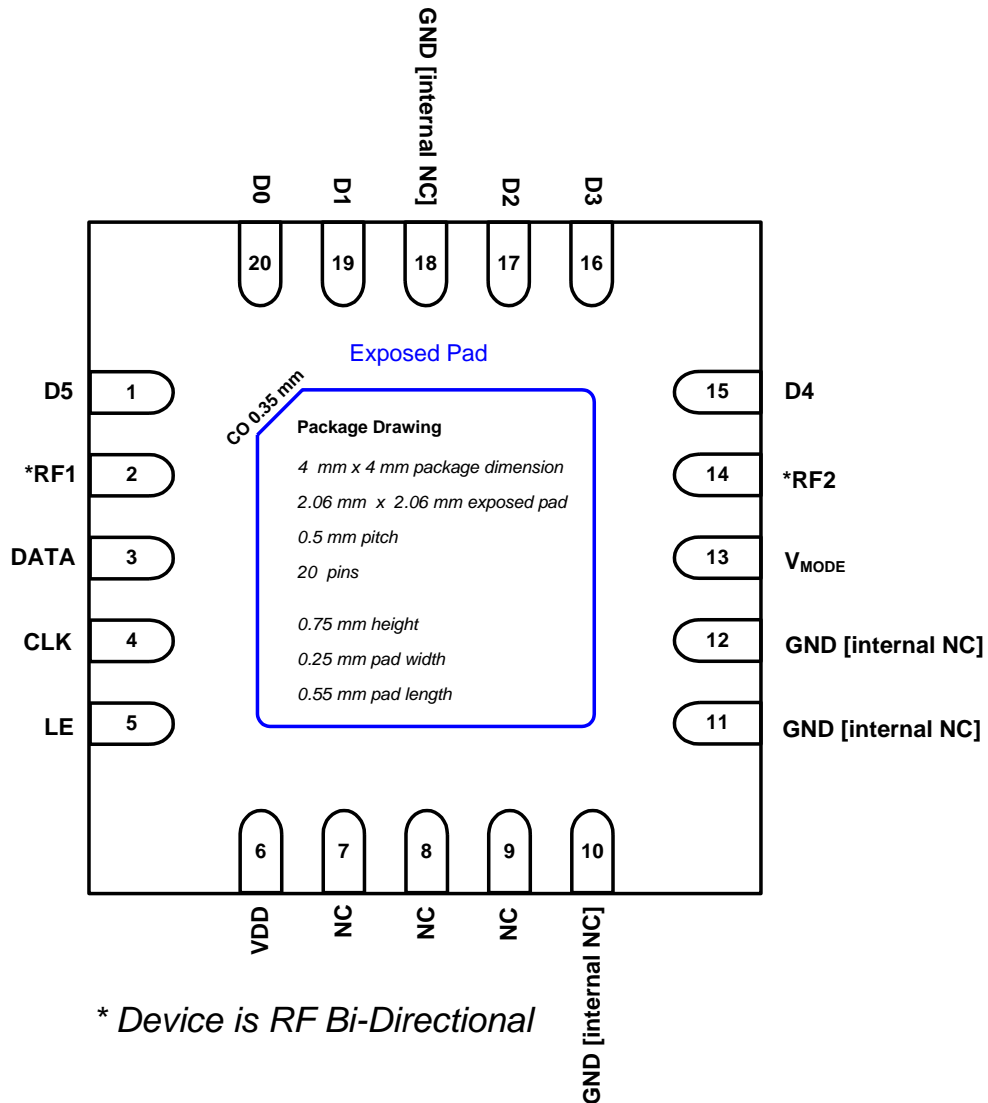 GND [internal NC]
D0
D1
D2
D3
20
19
18
17
16
Exposed Pad
CO 0.35 mm
D5
1
15
D4
*RF1
2
14
*RF2
DATA
3
13
VMODE
CLK
4
12
GND [internal NC]
LE
5
11
GND [internal NC]
Package Drawing
4 mm x 4 mm package dimension
2.06 mm x 2.06 mm exposed pad
0.5 mm pitch
20 pins
0.75 mm height
0.25 mm pad width
0.55 mm pad length
6
7
8
9
10
VDD
NC
NC
NC
GND [internal NC]
* Device is RF Bi-Directional